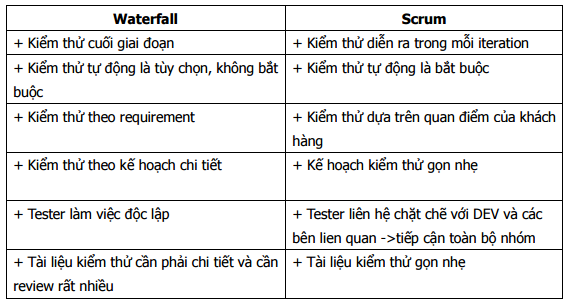 Waterfall
Scrum
+ Kiểm thử cuối giai đoạn
+ Kiểm thử diễn ra trong mỗi iteration
+ Kiểm thử tự động là tùy chọn, không bắt
buộc
+ Kiểm thử tự động là bắt buộc
+ Kiểm thử theo requirement
+ Kiểm thử dựa trên quan điểm của khách
hàng
+ Kiểm thử theo kế hoạch chi tiết
+ Kế hoạch kiểm thử gọn nhẹ
+ Tester làm việc độc lập
+ Tester liên hệ chặt chẽ với DEV và các
bên lien quan ->tiếp cận toàn bộ nhóm
+ Tài liệu kiểm thử cần phải chi tiết và cần
review rất nhiều
+ Tài liệu kiểm thử gọn nhẹ